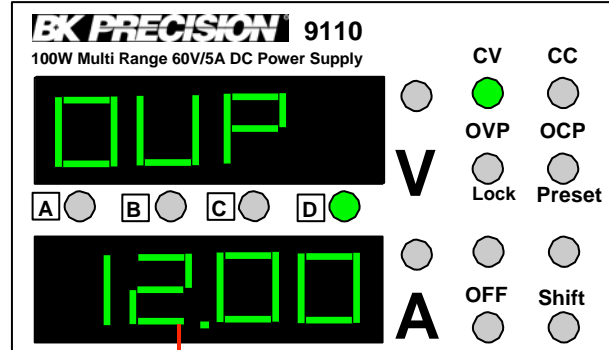 BK PRECISION 9110
100W Multi Range 60V/5A DC Power Supply
CV CC
OUP
OVP OCP
V
Lock Preset
A B C D
12.00
A
OFF Shift